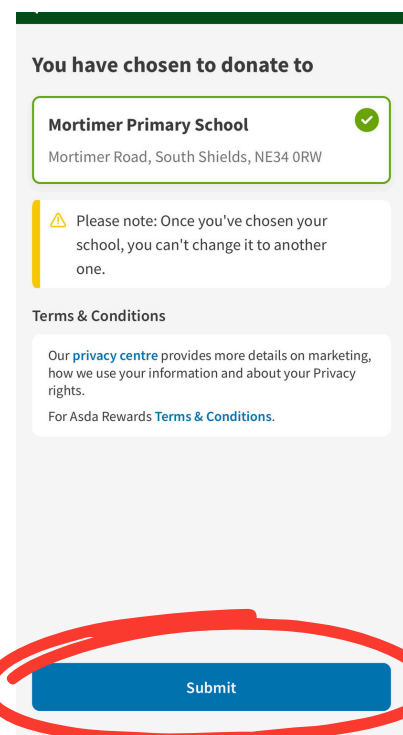 You have chosen to donate to
Mortimer Primary School
Mortimer Road, South Shields, NE34 0RW
Please note: Once you've chosen your
school, you can't change it to another
one.
Terms & Conditions
Our privacy centre provides more details on marketing,
how we use your information and about your Privacy
rights.
For Asda Rewards Terms & Conditions.
Submit